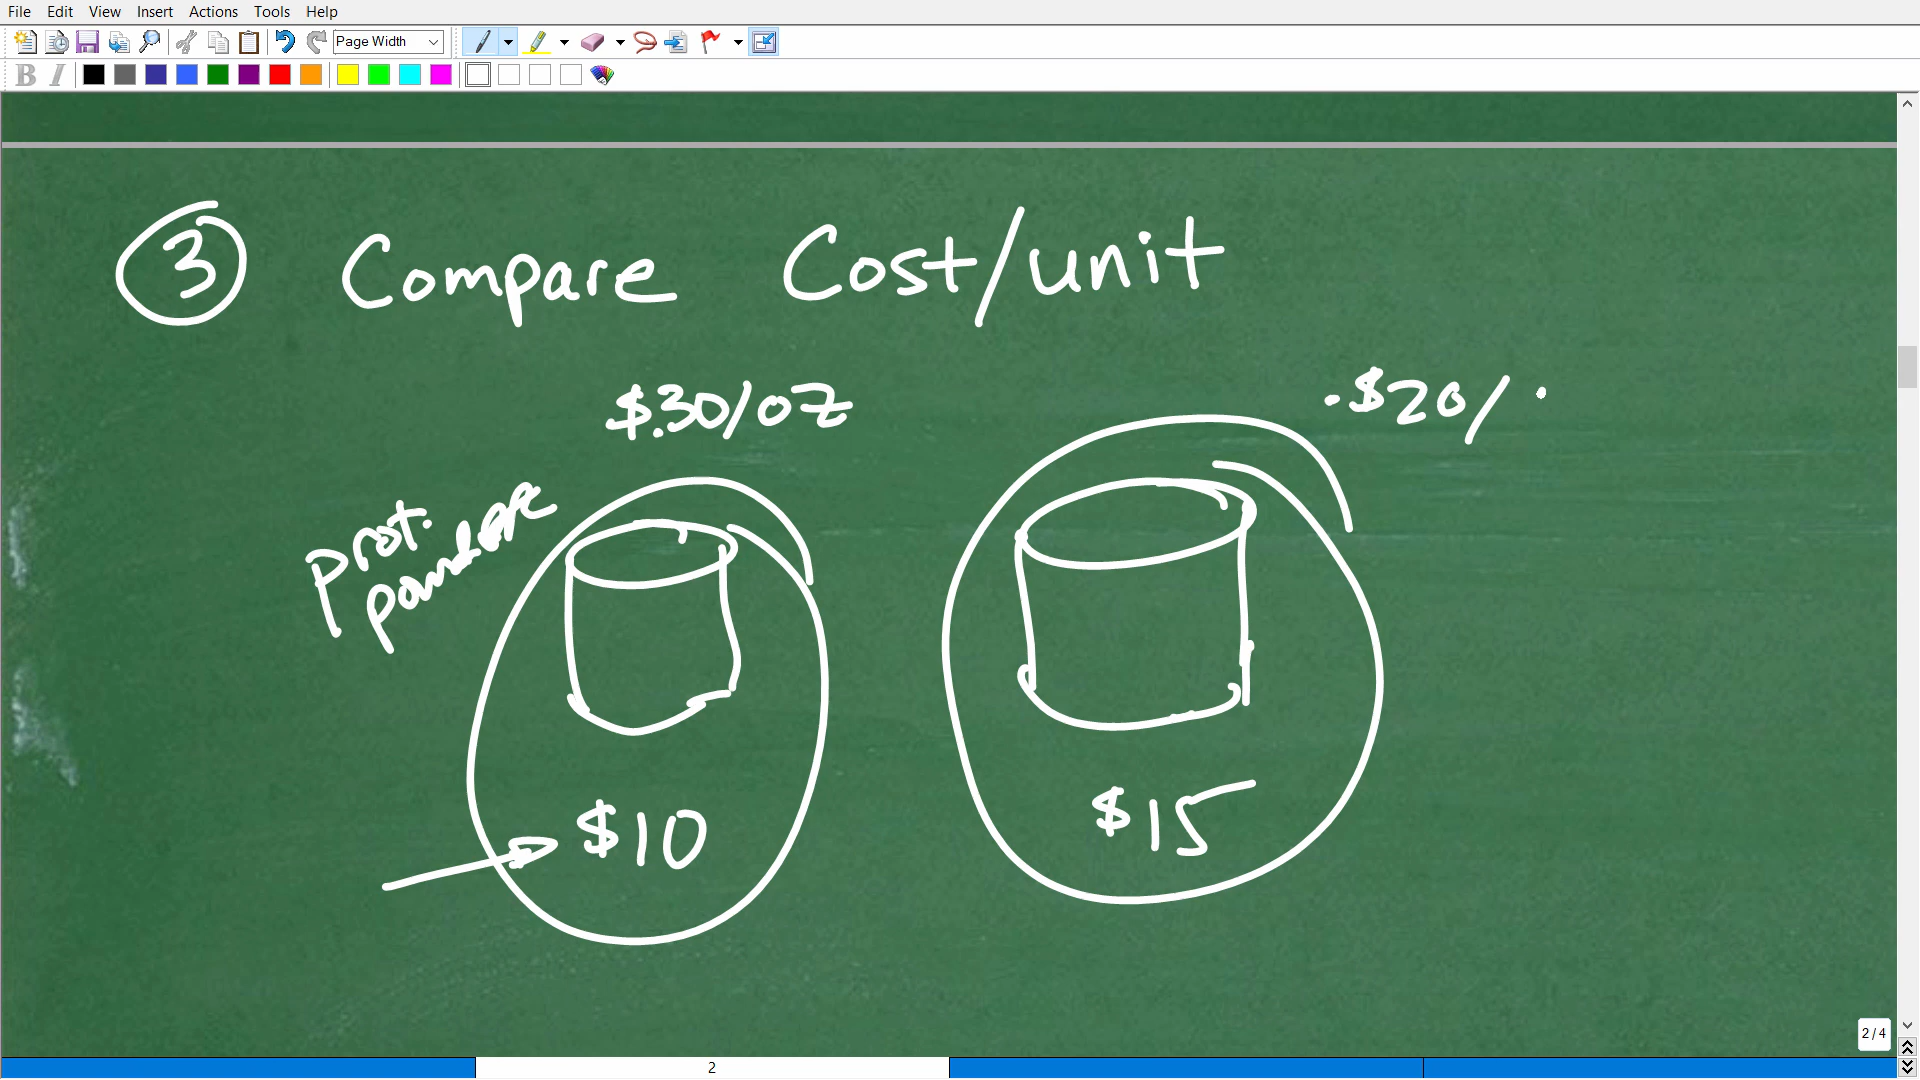 File Edit View Insert Actions Tools Help
Page Width
B I
3 Compare Cost/unit
$.30/oz
.$20/
prot.
$10
$15
2 / 4
2